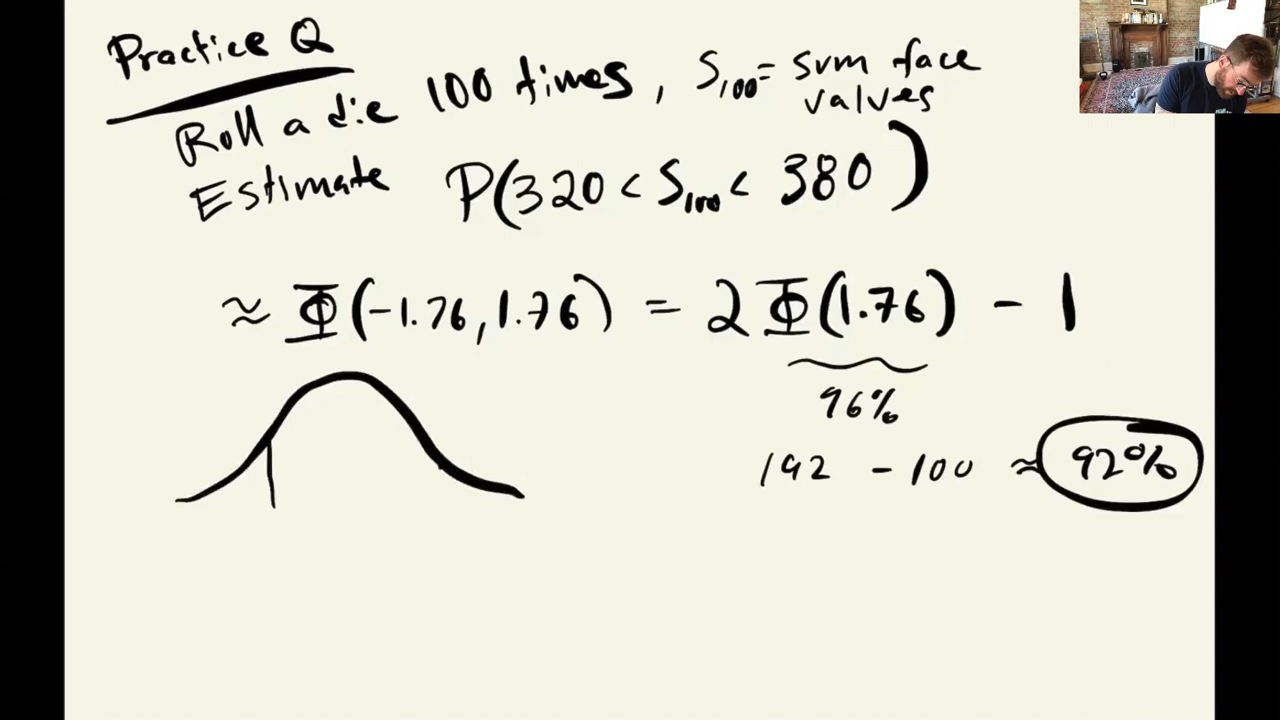 Practice Q
Roll a die 100 times, S₁₀₀ = sum face values
Estimate P(320 < S₁₀₀ < 380)
≈ Φ(-1.76, 1.76) = 2Φ(1.76) - 1
96%
192 - 100 ≈ 92%